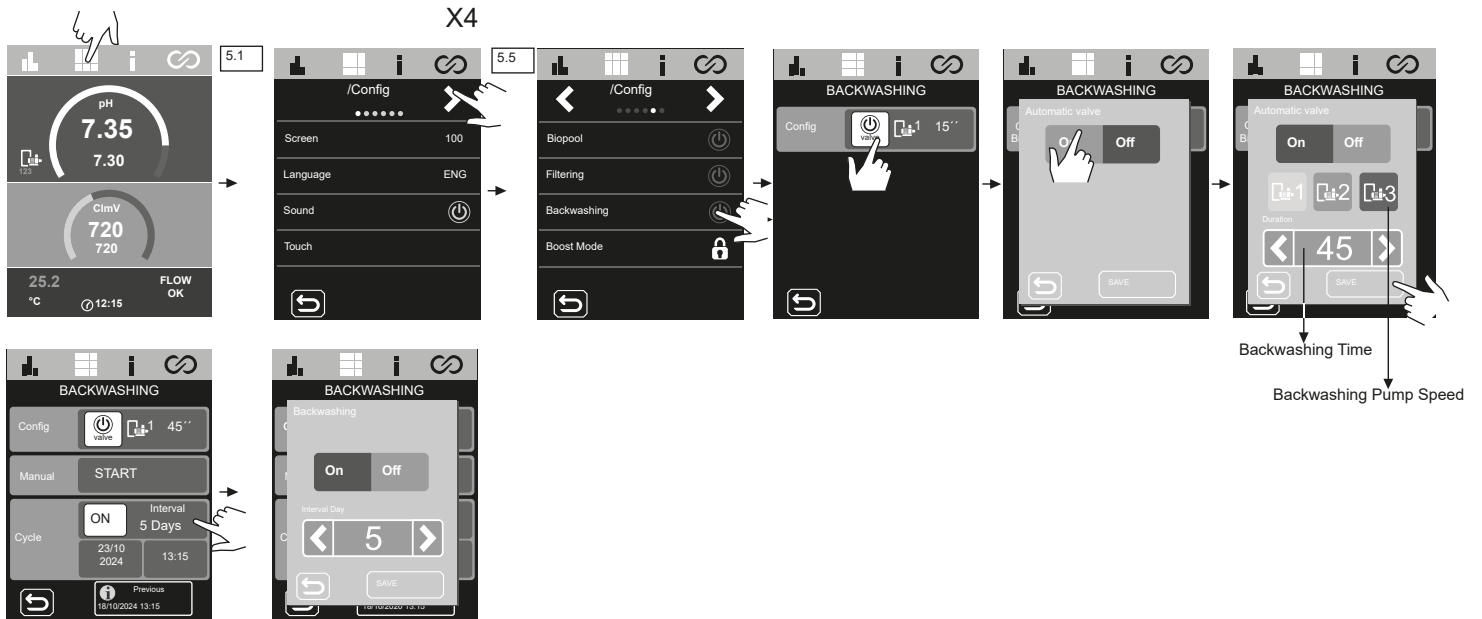 X4
pH
7.35
7.30
123
ClmV
720
720
25.2
°C
12:15
FLOW
OK
5.1
/Config
Screen 100
Language ENG
Sound
Touch
5.5
/Config
Biopool
Filtering
Backwashing
Boost Mode
BACKWASHING
Config valve 1 15´´
BACKWASHING
Automatic valve
Off
BACKWASHING
Automatic valve
On Off
1 2 3
Duration
45
SAVE
SAVE
Backwashing Time
Backwashing Pump Speed
BACKWASHING
Config valve 1 45´´
Manual START
Cycle
ON
Interval
5 Days
23/10
2024
13:15
Previous
18/10/2024 13:15
BACKWASHING
Backwashing
On Off
Interval Day
5
SAVE